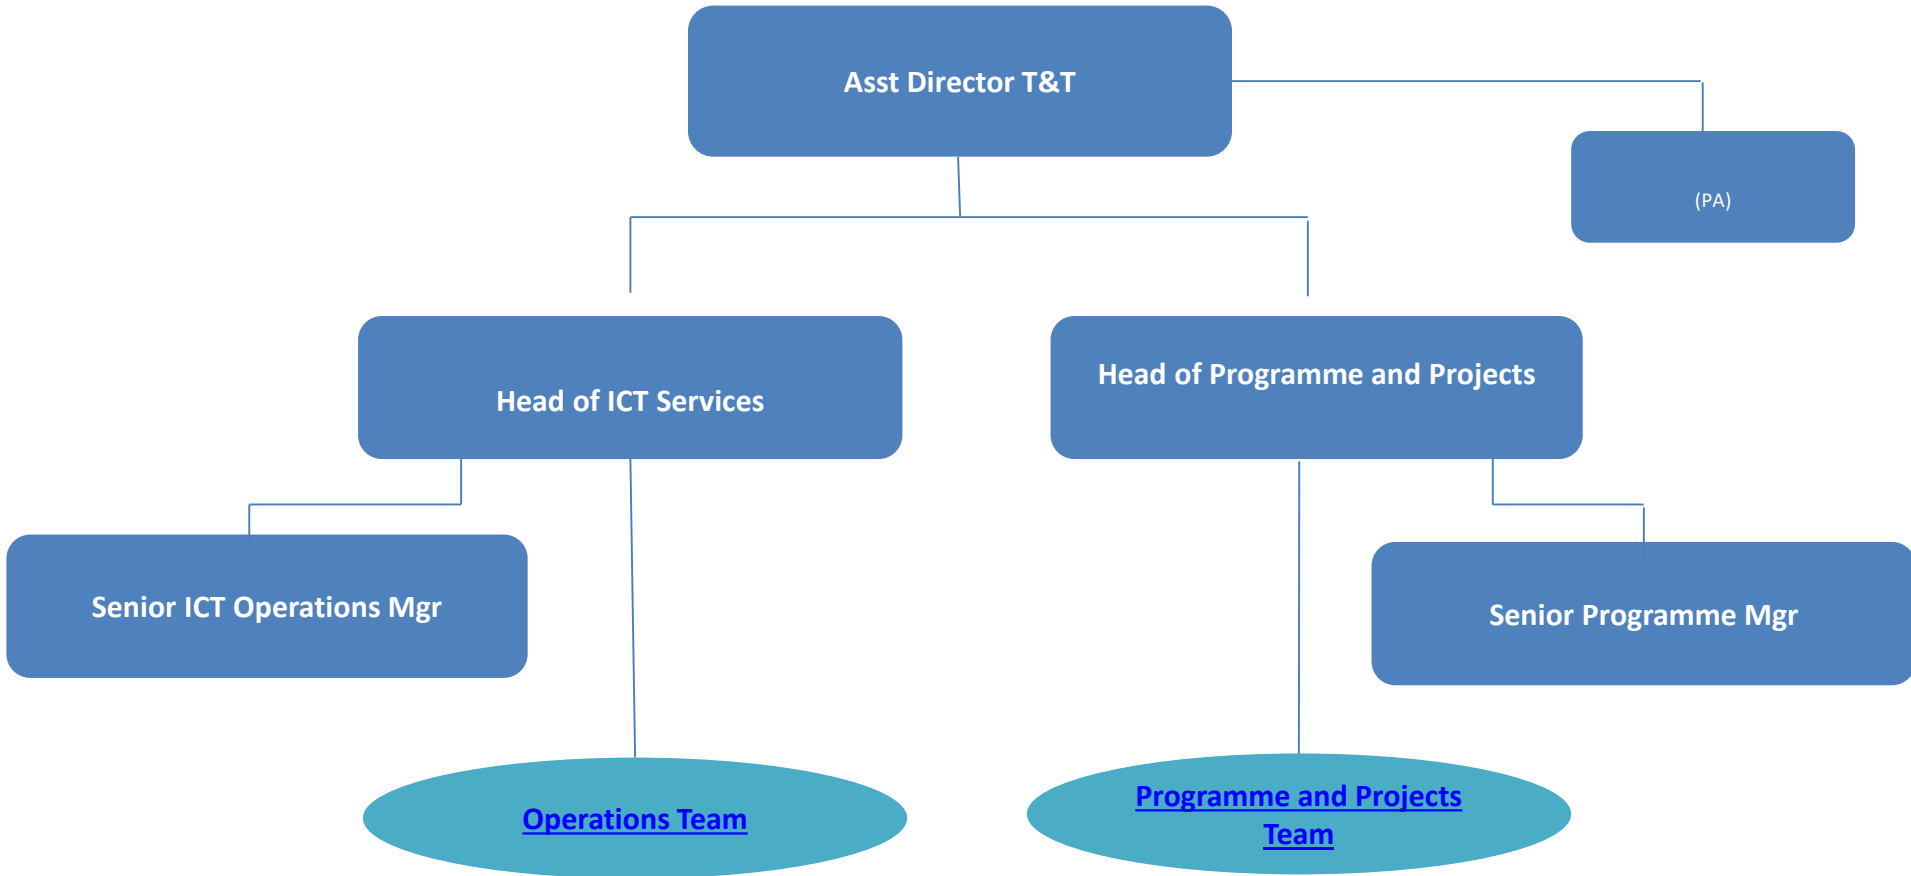 Asst Director T&T
(PA)
Head of ICT Services
Head of Programme and Projects
Senior ICT Operations Mgr
Senior Programme Mgr
Operations Team
Programme and Projects
Team